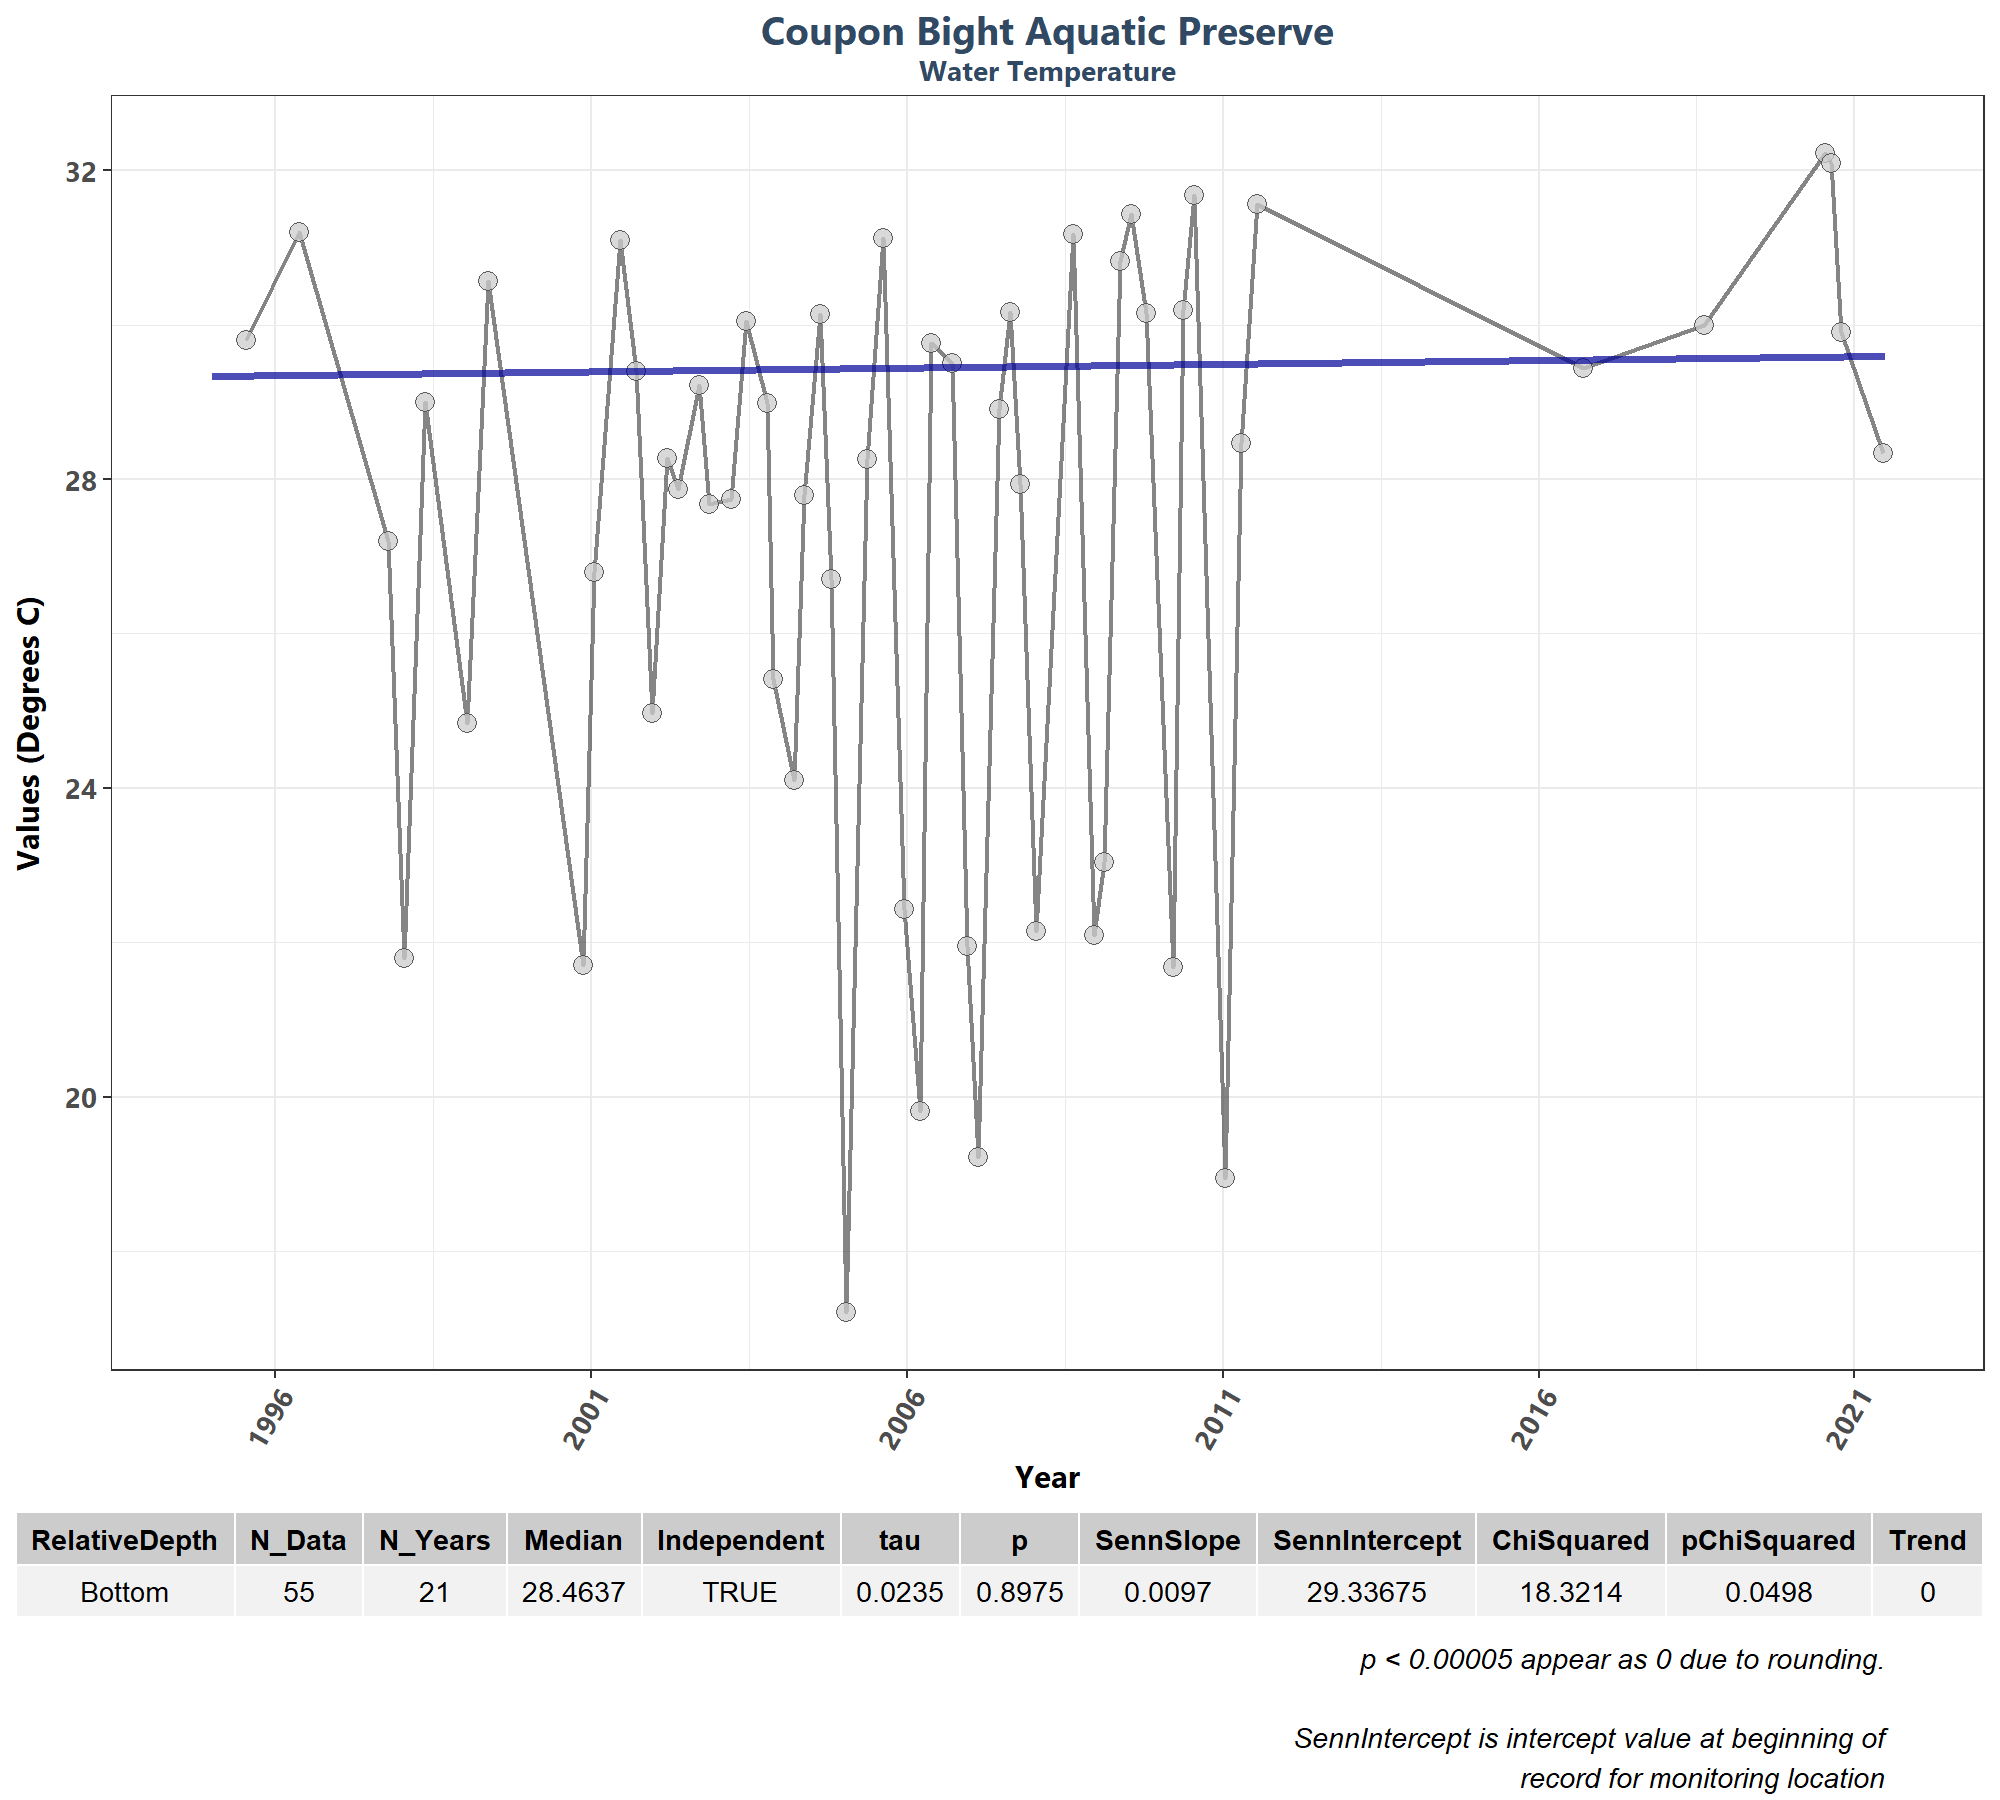 Coupon Bight Aquatic Preserve
Water Temperature
Values (Degrees C)
32
28
24
20
1996 2001 2006 2011 2016 2021
Year
RelativeDepth N_Data N_Years Median Independent tau p SennSlope SennIntercept ChiSquared pChiSquared Trend
Bottom 55 21 28.4637 TRUE 0.0235 0.8975 0.0097 29.33675 18.3214 0.0498 0
p < 0.00005 appear as 0 due to rounding.
SennIntercept is intercept value at beginning of
record for monitoring location